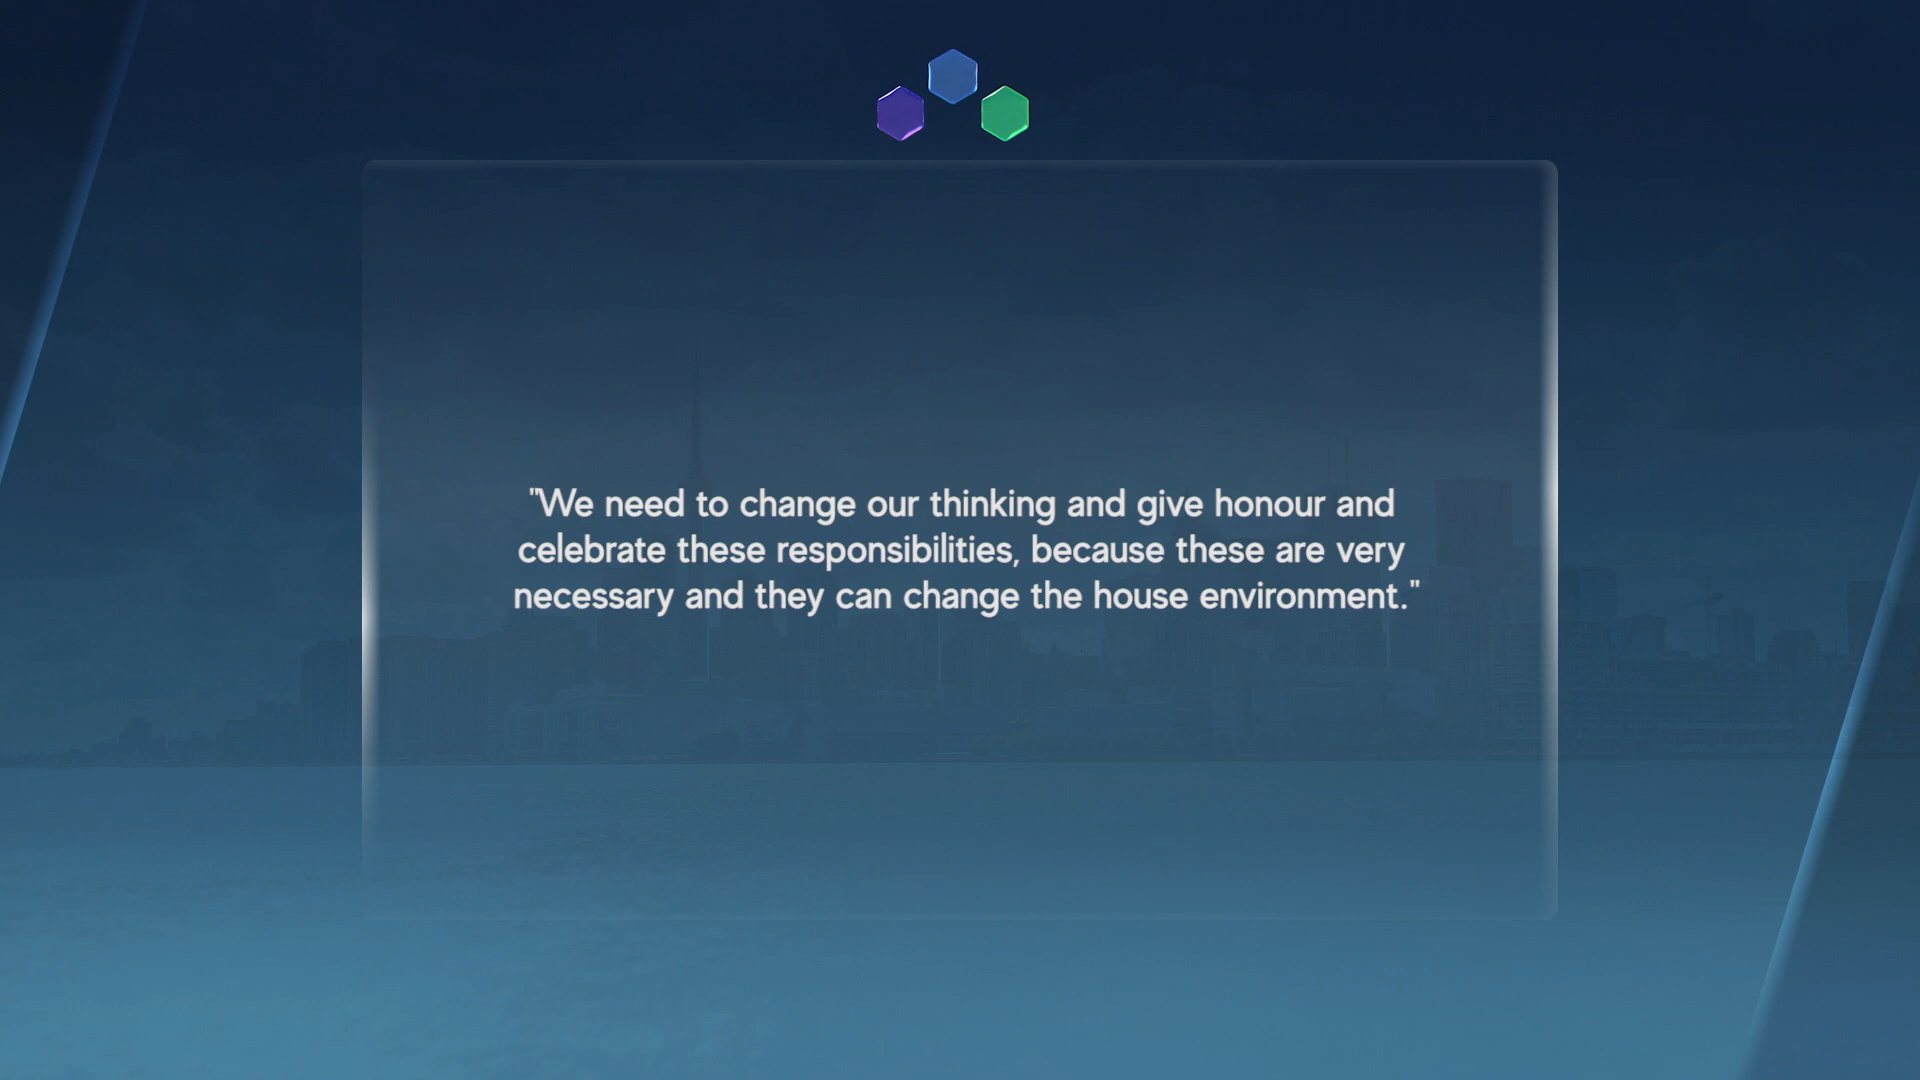 "We need to change our thinking and give honour and
celebrate these responsibilities, because these are very
necessary and they can change the house environment."